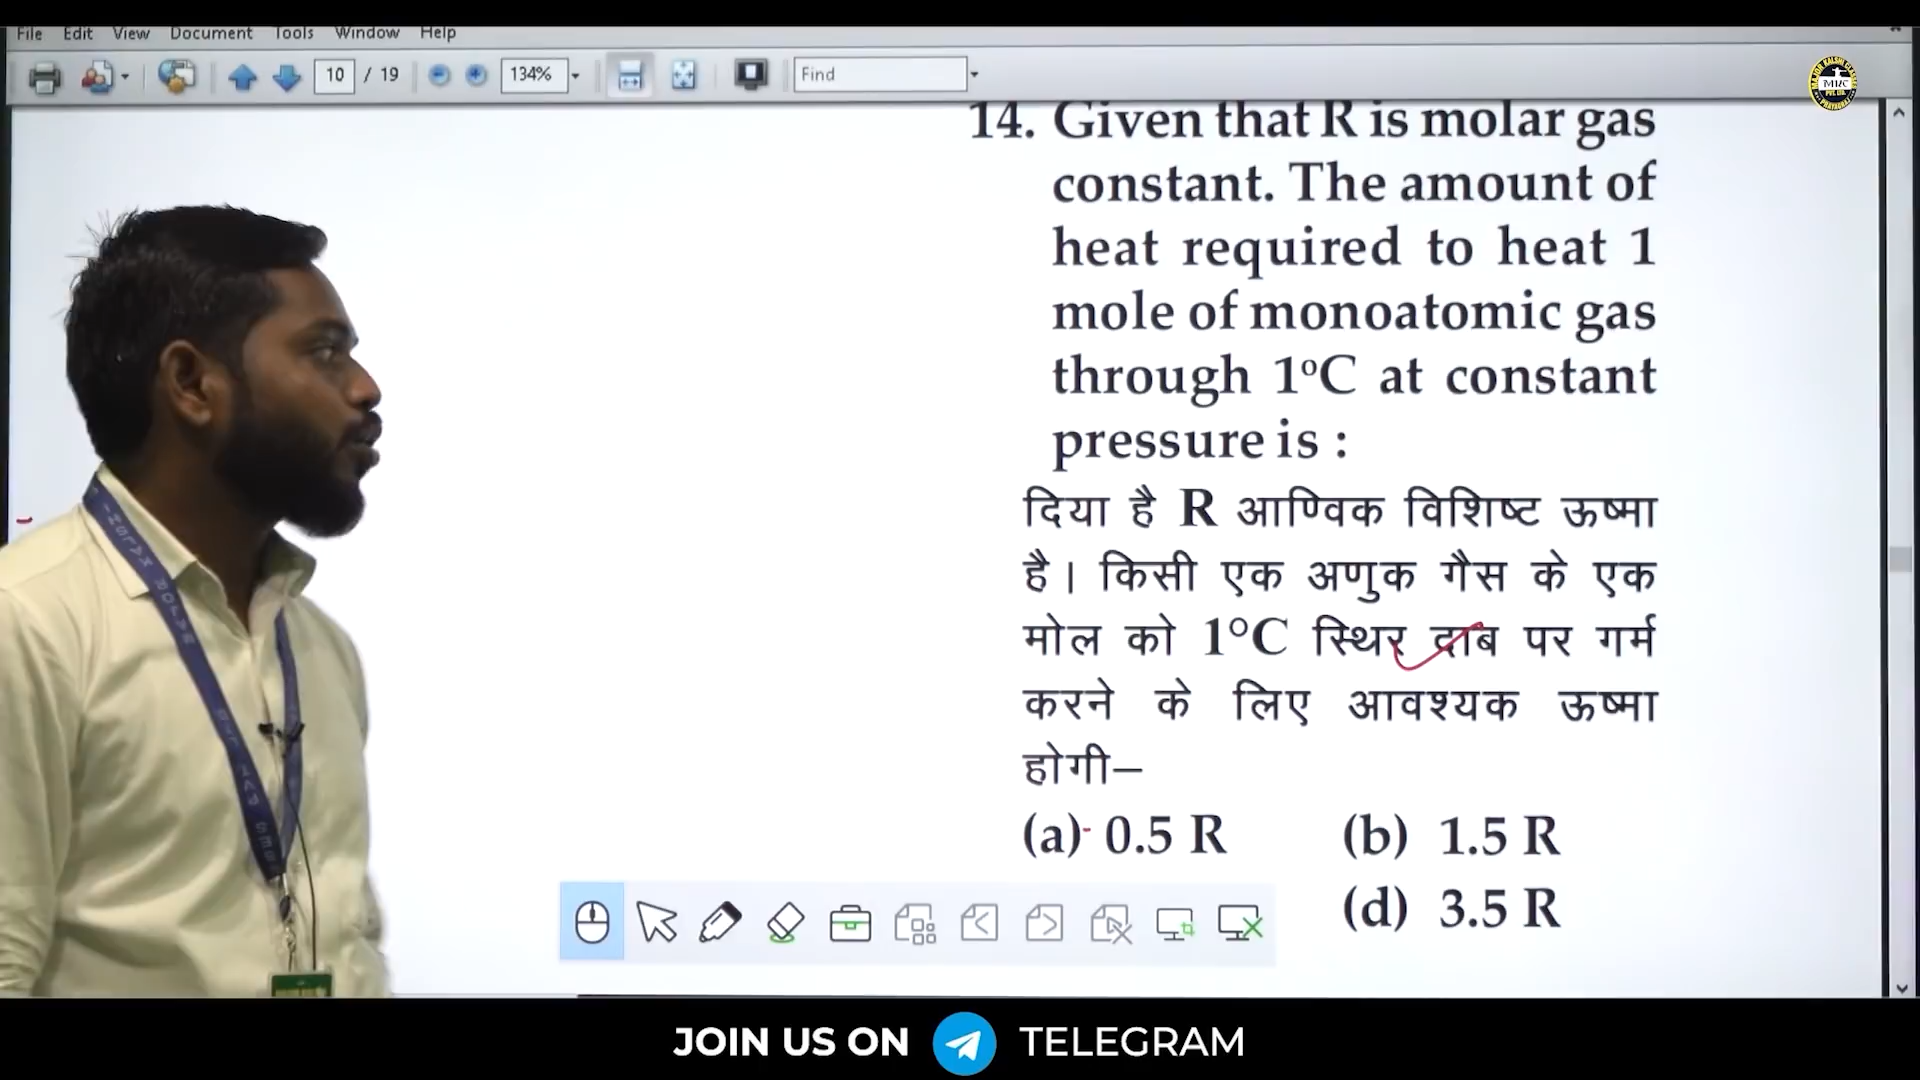 File Edit View Document Tools Window Help
10 / 19 134% Find
14. Given that R is molar gas
constant. The amount of
heat required to heat 1
mole of monoatomic gas
through 1°C at constant
pressure is :
दिया है R आण्विक विशिष्ट ऊष्मा
है। किसी एक अणुक गैस के एक
मोल को 1°C स्थिर दाब पर गर्म
करने के लिए आवश्यक ऊष्मा
होगी–
(a) 0.5 R (b) 1.5 R
(d) 3.5 R
JOIN US ON TELEGRAM